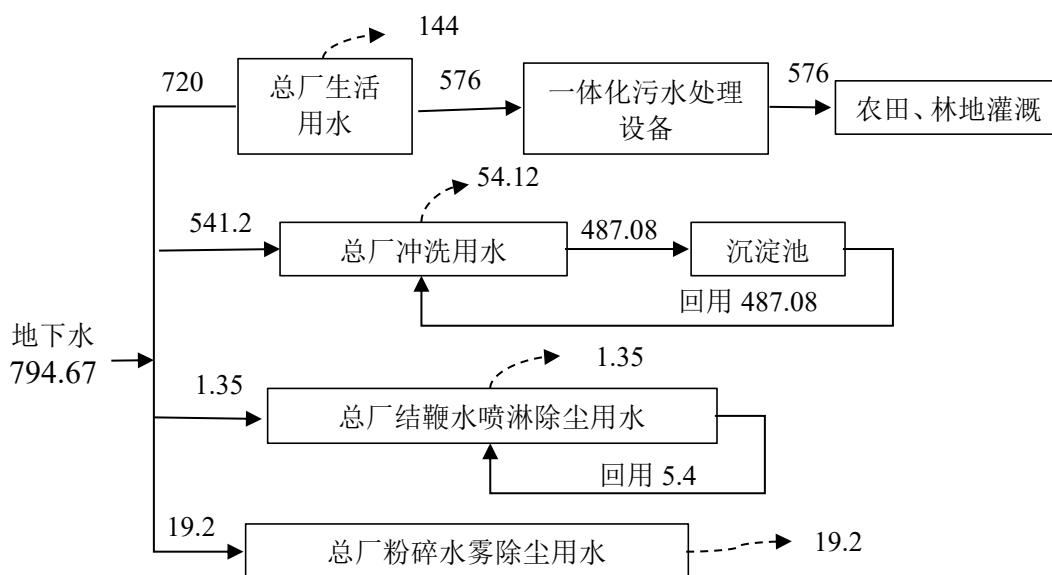 144
720
总厂生活
用水
576
一体化污水处理
设备
576
农田、林地灌溉
54.12
541.2
总厂冲洗用水
487.08
沉淀池
回用 487.08
地下水
794.67
1.35
1.35
总厂结鞭水喷淋除尘用水
回用 5.4
19.2
总厂粉碎水雾除尘用水
19.2